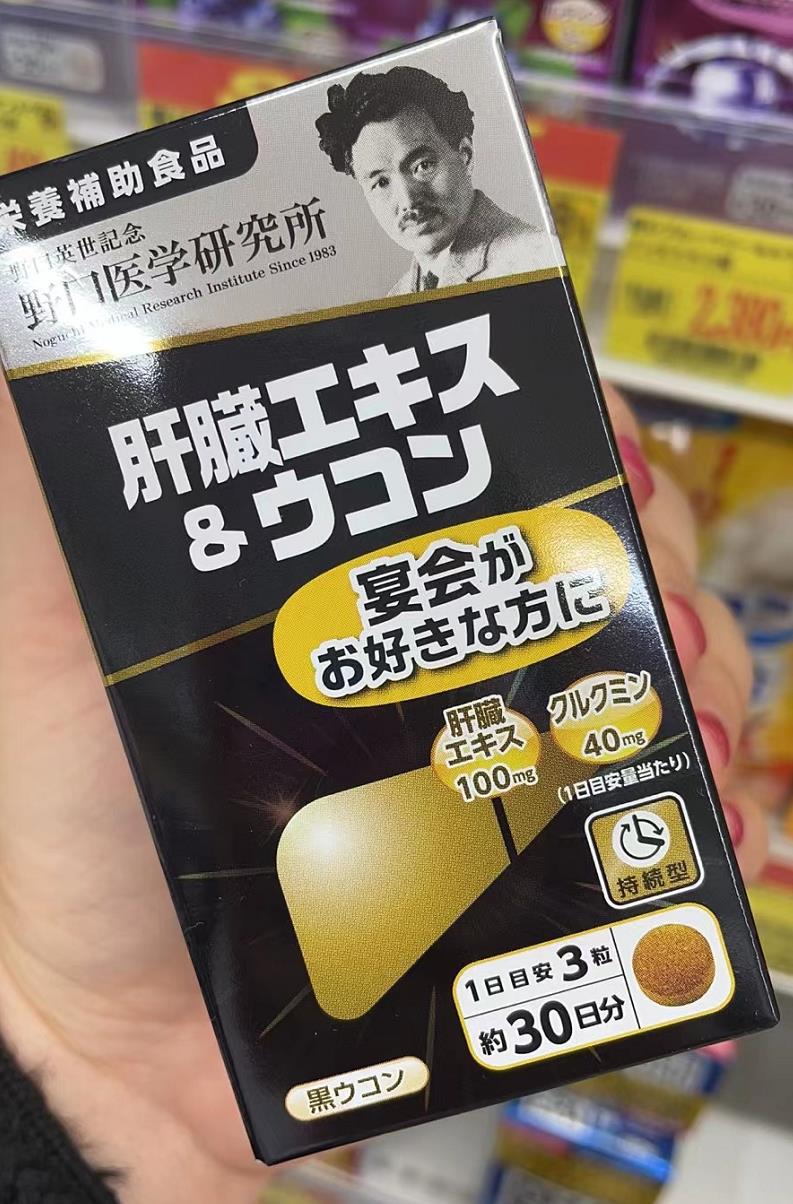 栄養補助食品
野口英世記念
野口医学研究所
Noguchi Medical Research Institute Since 1983
肝臓エキス
&ウコン
宴会が
お好きな方に
肝臓
エキス
100mg
クルクミン
40mg
(1日目安量当たり)
持続型
1日目安3粒
約30日分
黒ウコン
2,380